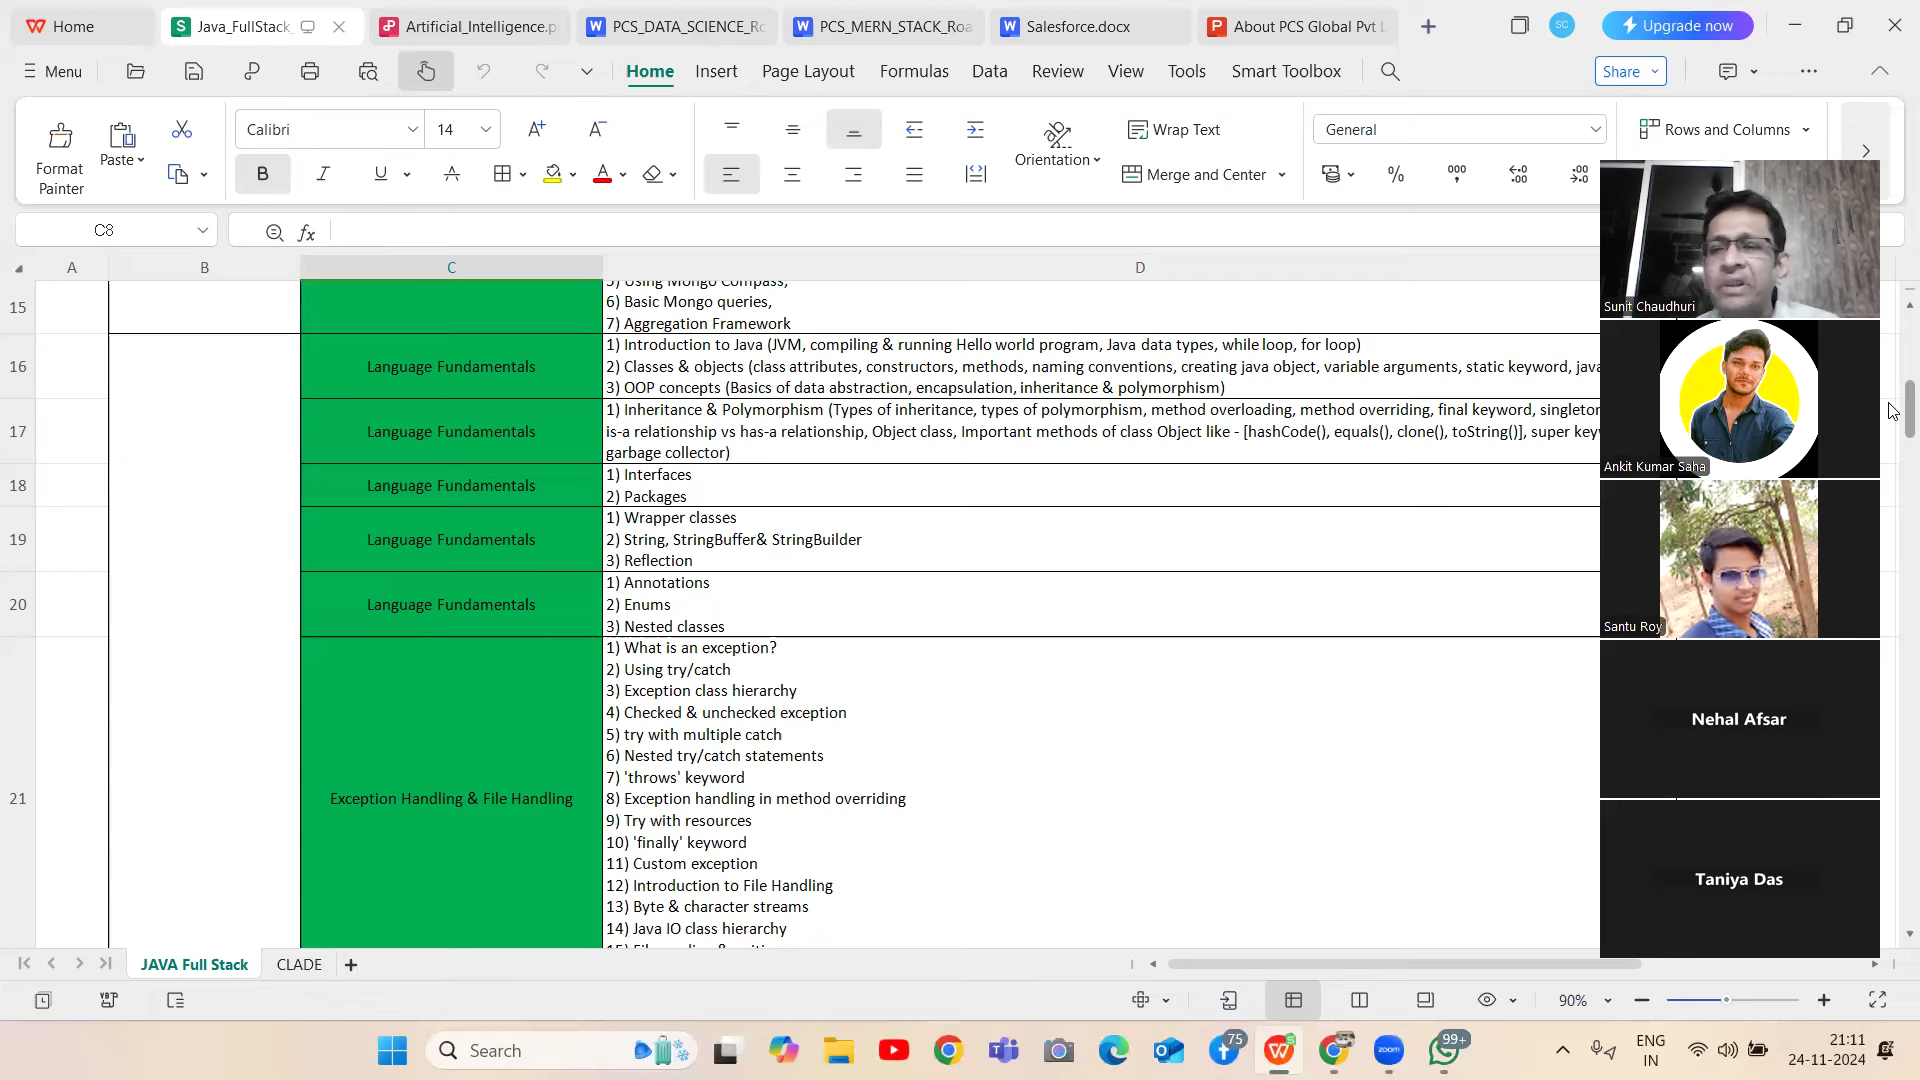 Home
Java_FullStack_
Artificial_Intelligence.p
PCS_DATA_SCIENCE_Ro
PCS_MERN_STACK_Roa
Salesforce.docx
About PCS Global Pvt L
SC
Upgrade now
Menu
Home
Insert
Page Layout
Formulas
Data
Review
View
Tools
Smart Toolbox
Share
Format
Painter
Paste
Calibri
14
Orientation
Wrap Text
Merge and Center
General
Rows and Columns
C8
A
B
C
D
15
5) Using Mongo Compass,
6) Basic Mongo queries,
7) Aggregation Framework
16
Language Fundamentals
1) Introduction to Java (JVM, compiling & running Hello world program, Java data types, while loop, for loop)
2) Classes & objects (class attributes, constructors, methods, naming conventions, creating java object, variable arguments, static keyword, java
3) OOP concepts (Basics of data abstraction, encapsulation, inheritance & polymorphism)
17
Language Fundamentals
1) Inheritance & Polymorphism (Types of inheritance, types of polymorphism, method overloading, method overriding, final keyword, singleton
is-a relationship vs has-a relationship, Object class, Important methods of class Object like - [hashCode(), equals(), clone(), toString()], super key
garbage collector)
18
Language Fundamentals
1) Interfaces
2) Packages
19
Language Fundamentals
1) Wrapper classes
2) String, StringBuffer& StringBuilder
3) Reflection
20
Language Fundamentals
1) Annotations
2) Enums
3) Nested classes
21
Exception Handling & File Handling
1) What is an exception?
2) Using try/catch
3) Exception class hierarchy
4) Checked & unchecked exception
5) try with multiple catch
6) Nested try/catch statements
7) 'throws' keyword
8) Exception handling in method overriding
9) Try with resources
10) 'finally' keyword
11) Custom exception
12) Introduction to File Handling
13) Byte & character streams
14) Java IO class hierarchy
Sunit Chaudhuri
Ankit Kumar Saha
Santu Roy
Nehal Afsar
Taniya Das
JAVA Full Stack
CLADE
90%
Search
75
zoom
99+
ENG
IN
21:11
24-11-2024